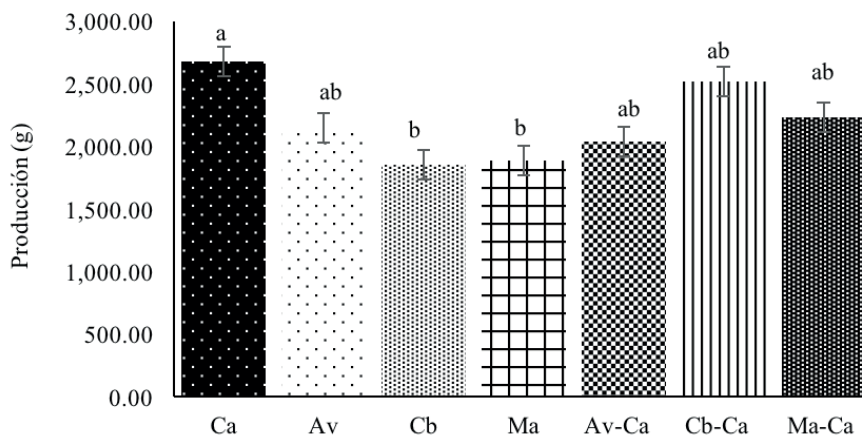 3,000.00
2,500.00
2,000.00
1,500.00
1,000.00
500.00
0.00
Producción (g)
a
ab
b
b
ab
ab
ab
Ca
Av
Cb
Ma
Av-Ca
Cb-Ca
Ma-Ca